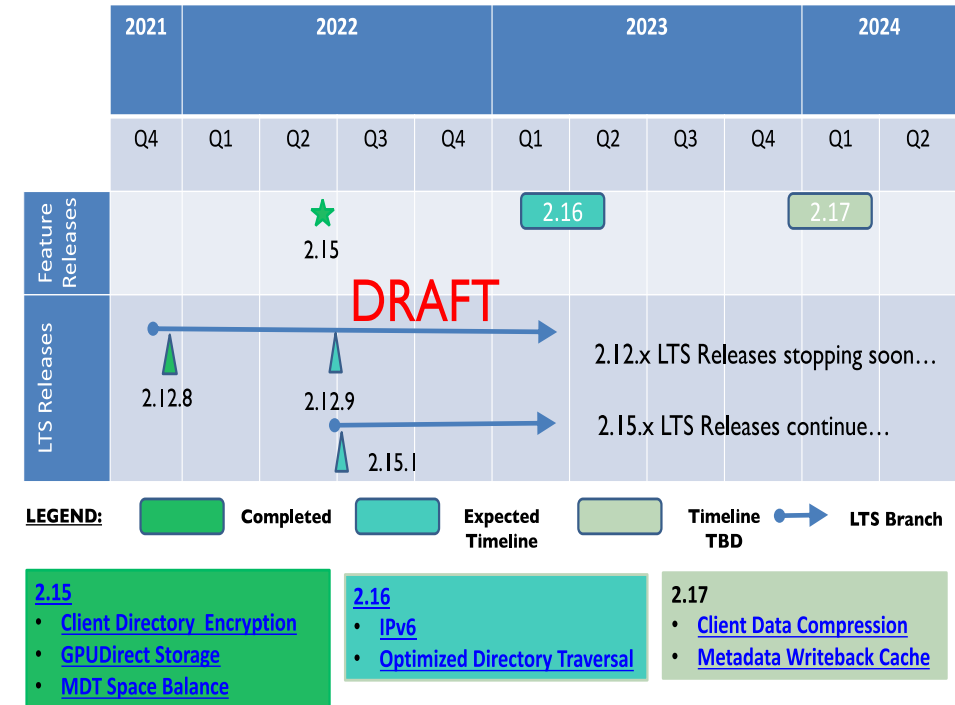 2021 2022 2023 2024
Q4 Q1 Q2 Q3 Q4 Q1 Q2 Q3 Q4 Q1 Q2
Feature
Releases
2.15
2.16
2.17
DRAFT
LTS Releases
2.12.8
2.12.9
2.12.x LTS Releases stopping soon…
2.15.1
2.15.x LTS Releases continue…
LEGEND:
Completed
Expected
Timeline
Timeline
TBD
LTS Branch
2.15
• Client Directory Encryption
• GPUDirect Storage
• MDT Space Balance
2.16
• IPv6
• Optimized Directory Traversal
2.17
• Client Data Compression
• Metadata Writeback Cache